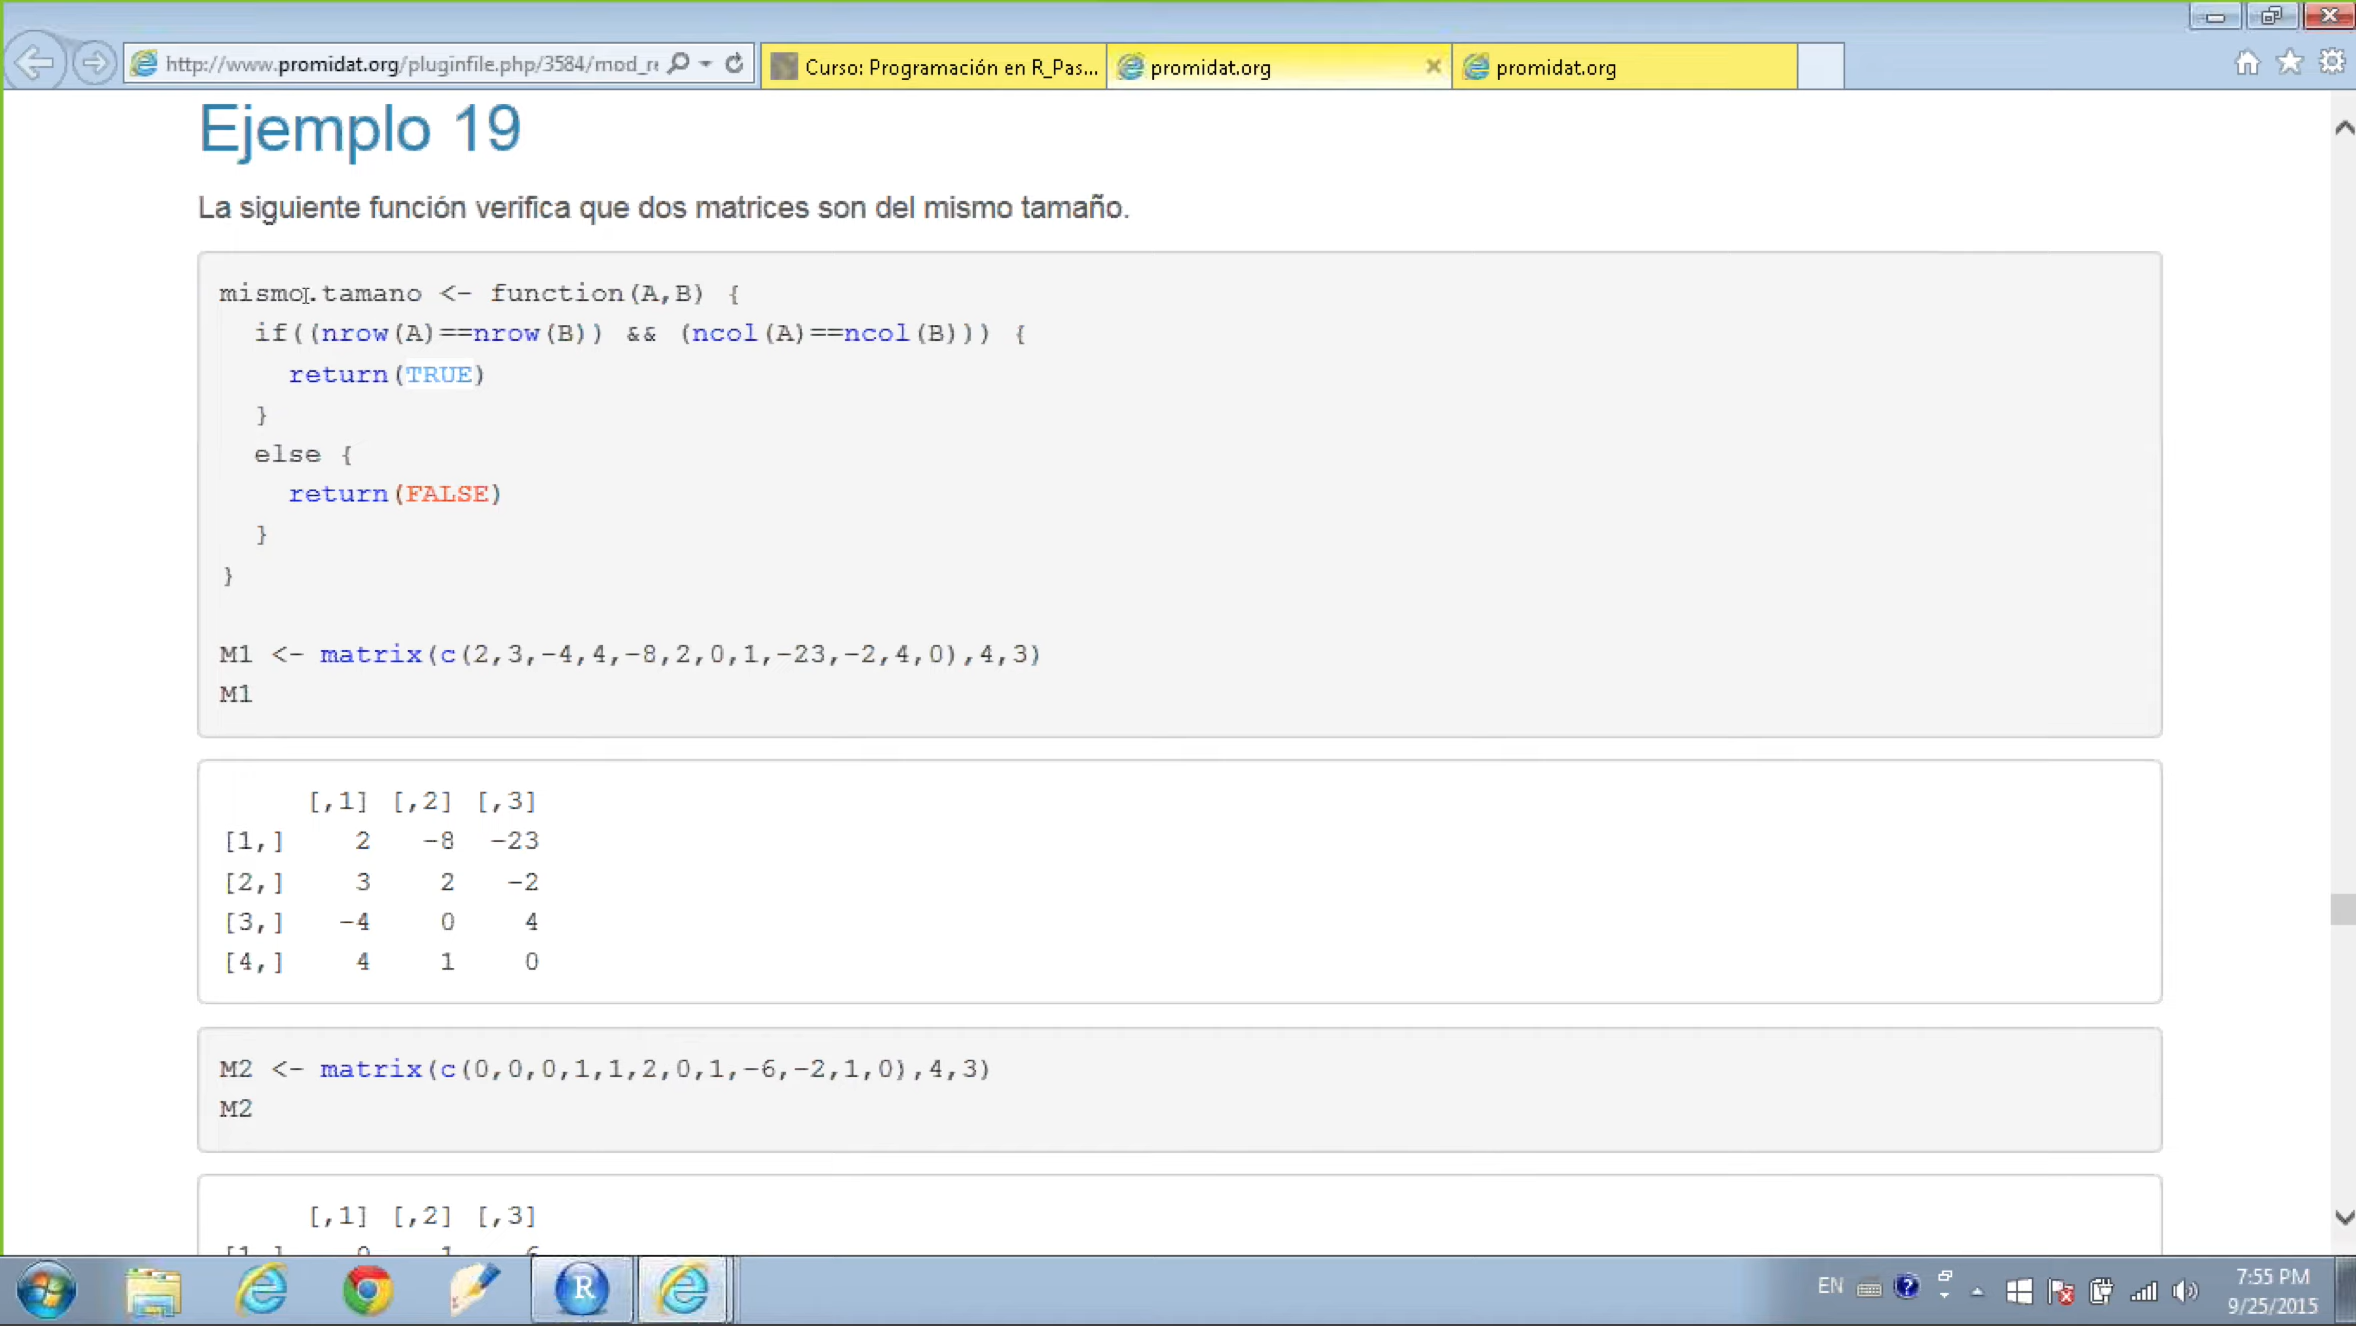 http://www.promidat.org/pluginfile.php/3584/mod_re
Curso: Programación en R_Pas...
promidat.org
promidat.org
Ejemplo 19
La siguiente función verifica que dos matrices son del mismo tamaño.
mismo.tamano <- function(A,B) {
  if((nrow(A)==nrow(B)) && (ncol(A)==ncol(B))) {
    return(TRUE)
  }
  else {
    return(FALSE)
  }
}
M1 <- matrix(c(2,3,-4,4,-8,2,0,1,-23,-2,4,0),4,3)
M1
     [,1] [,2] [,3]
[1,]    2   -8  -23
[2,]    3    2   -2
[3,]   -4    0    4
[4,]    4    1    0
M2 <- matrix(c(0,0,0,1,1,2,0,1,-6,-2,1,0),4,3)
M2
     [,1] [,2] [,3]
R
EN
7:55 PM
9/25/2015